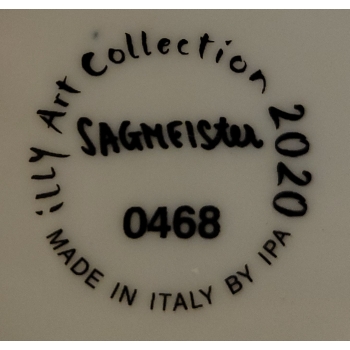 illy Art Collection 2020
SAGMEISter
0468
MADE IN ITALY BY IPA